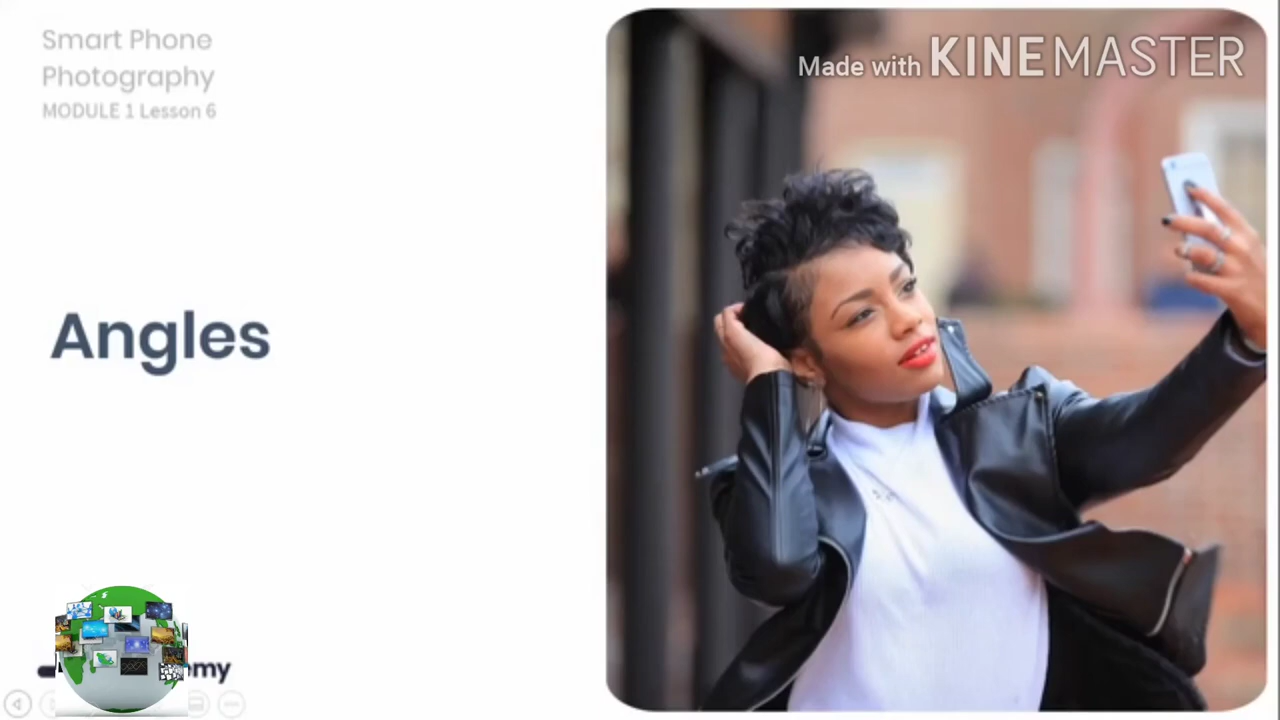 Smart Phone
Photography
MODULE 1 Lesson 6
Made with KINEMASTER
Angles